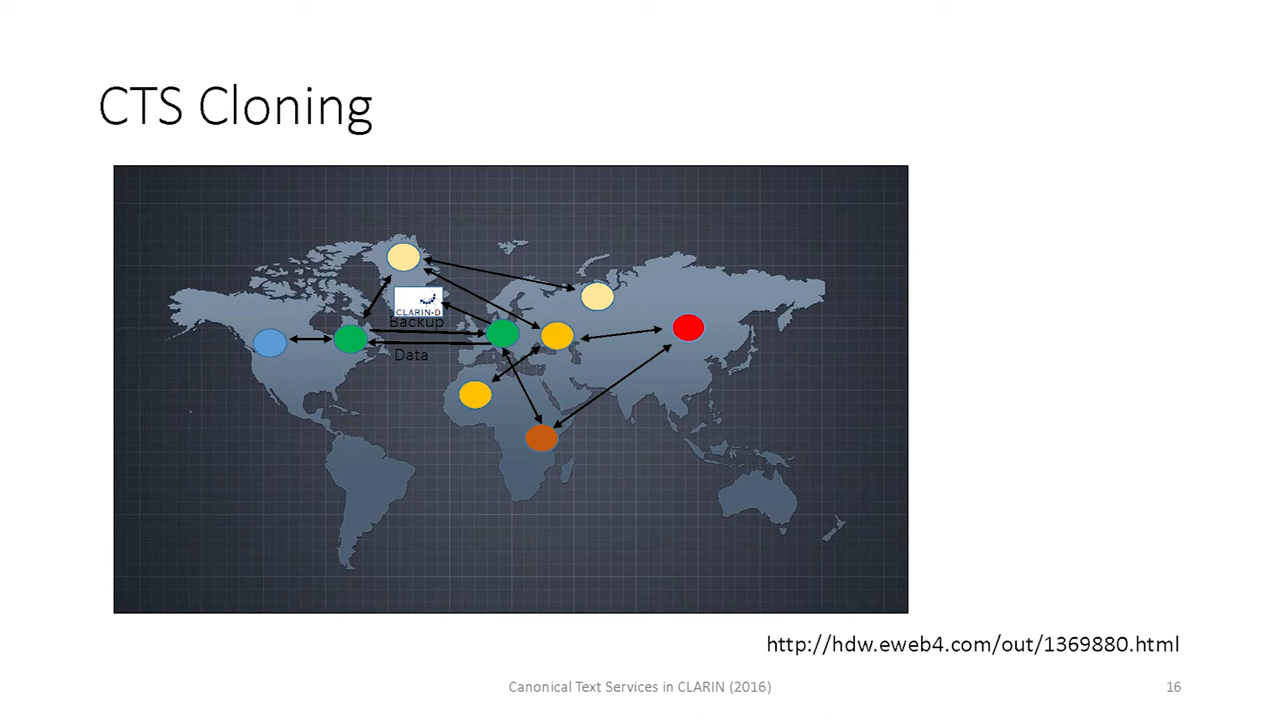 CTS Cloning
CLARIN-D
Backup
Data
http://hdw.eweb4.com/out/1369880.html
Canonical Text Services in CLARIN (2016)
16